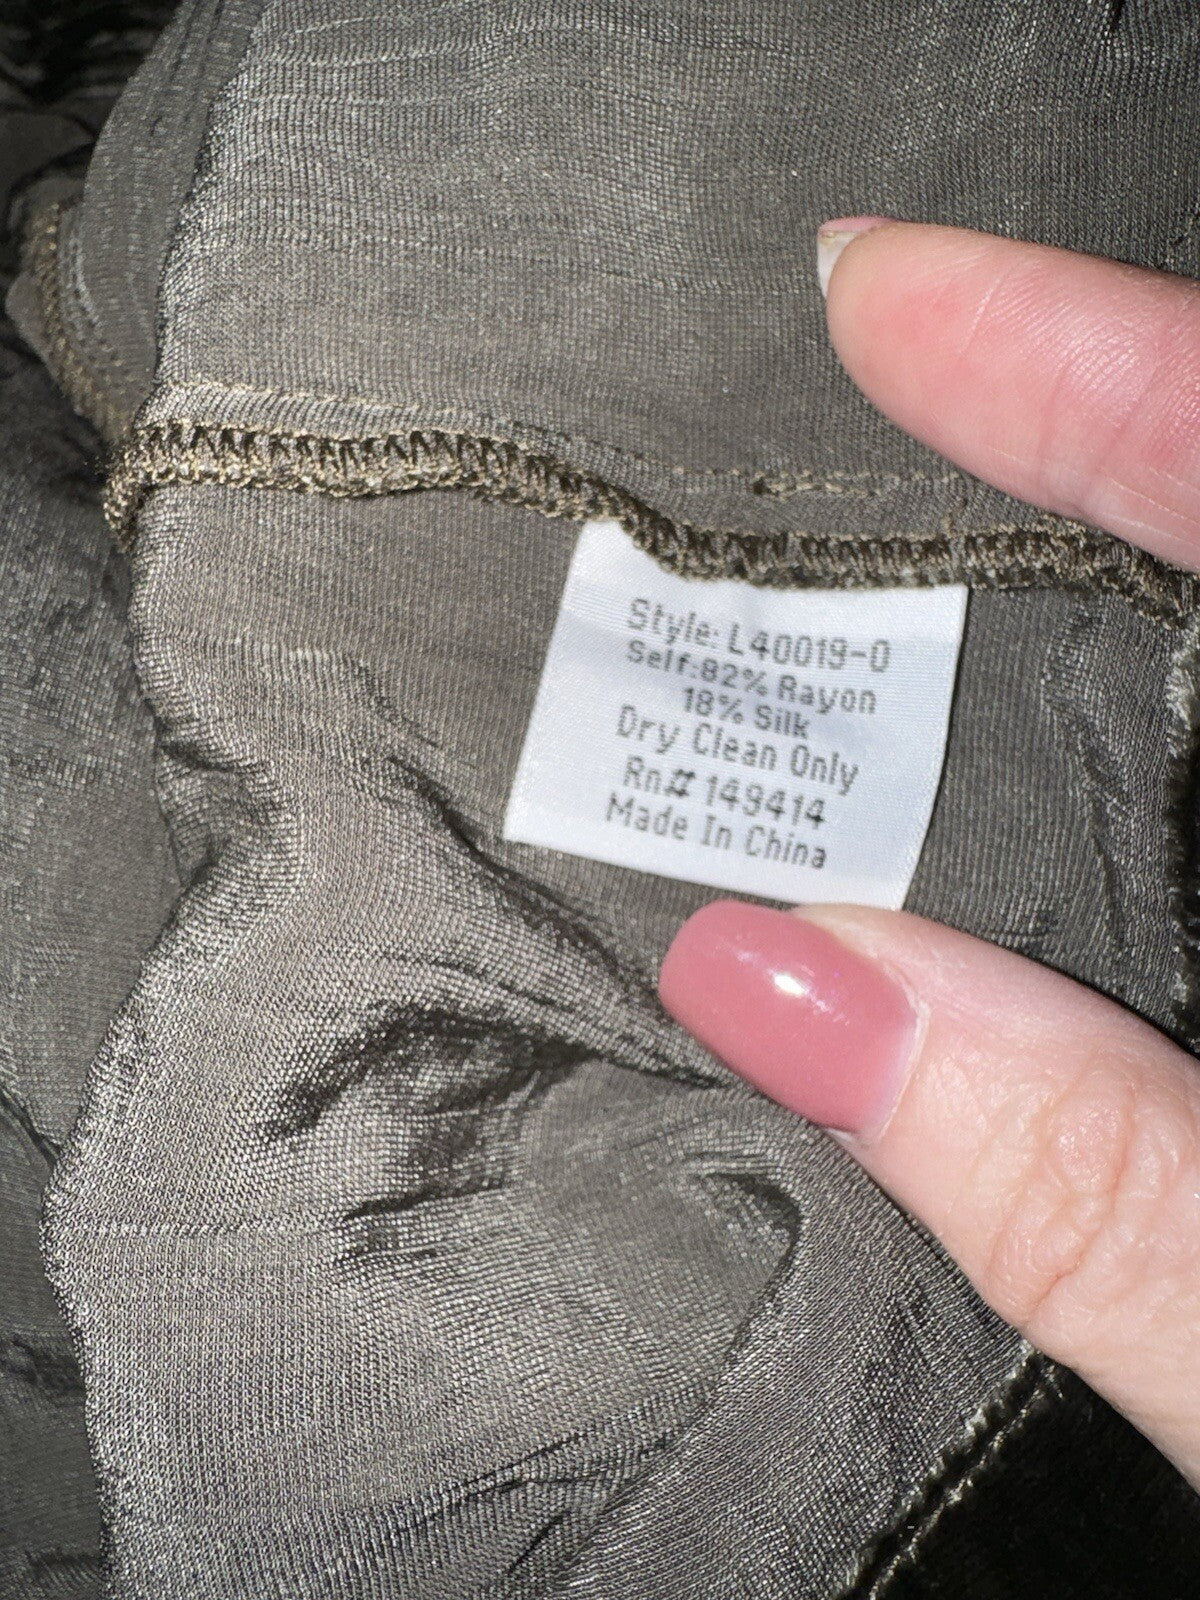 Style: L40019-0
Self:82% Rayon
18% Silk
Dry Clean Only
Rn# 149414
Made In China